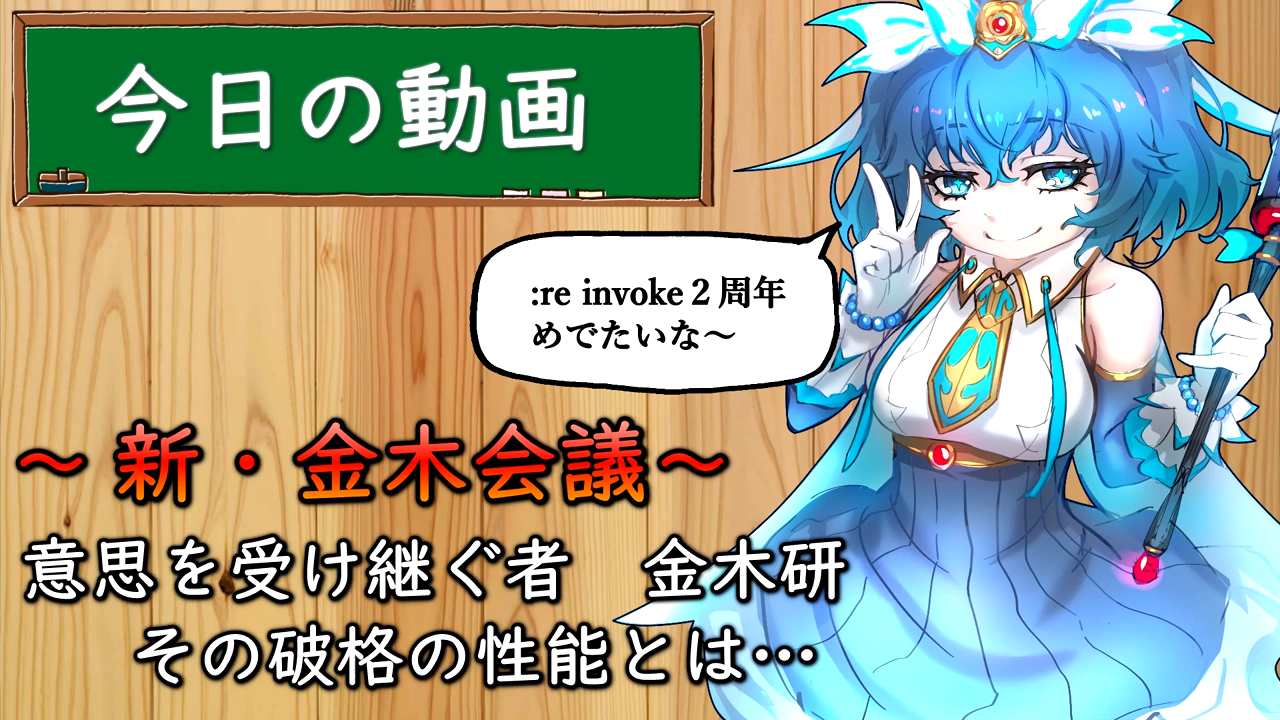 今日の動画
:re invoke２周年
めでたいな～
～新・金木会議～
意思を受け継ぐ者　金木研
その破格の性能とは…